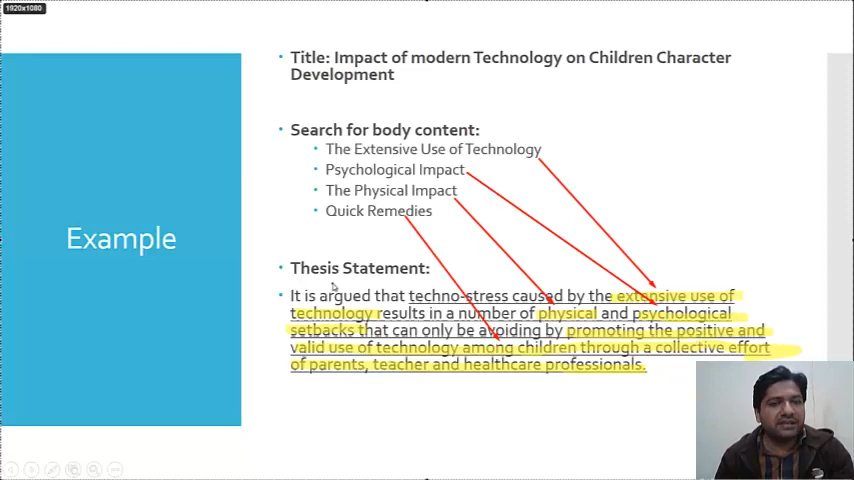 1920x1080
Title: Impact of modern Technology on Children Character
Development
Search for body content:
The Extensive Use of Technology
Psychological Impact
The Physical Impact
Quick Remedies
Example
Thesis Statement:
It is argued that techno-stress caused by the extensive use of
technology results in a number of physical and psychological
setbacks that can only be avoiding by promoting the positive and
valid use of technology among children through a collective effort
of parents, teacher and healthcare professionals.